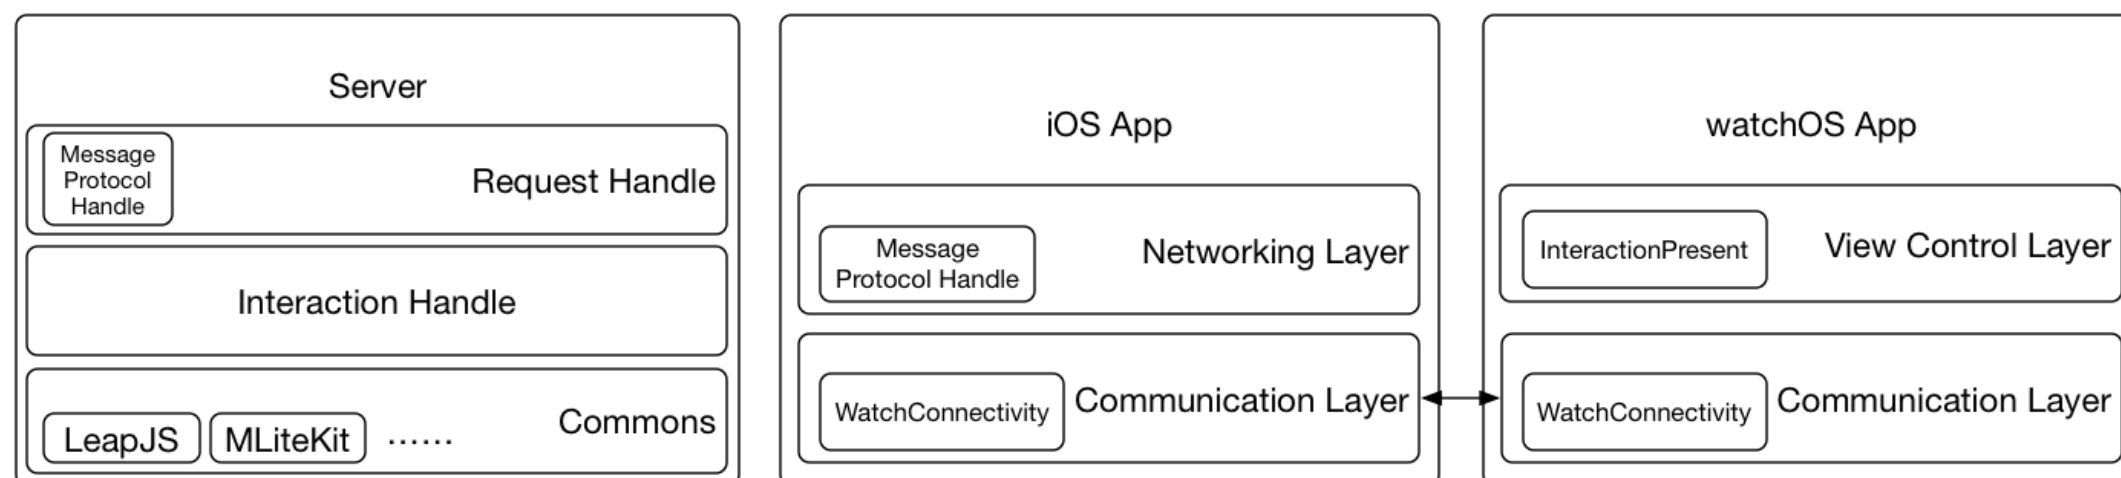 Server
Message
Protocol
Handle
Request Handle
Interaction Handle
LeapJS
MLiteKit
......
Commons
iOS App
Message
Protocol Handle
Networking Layer
WatchConnectivity
Communication Layer
watchOS App
InteractionPresent
View Control Layer
WatchConnectivity
Communication Layer